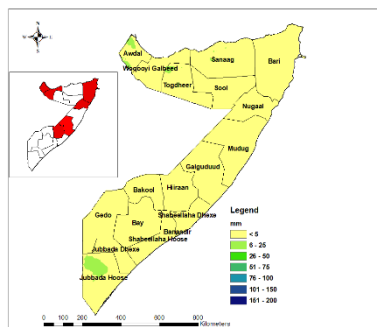 Awdal
Woqooyi Galbeed
Sanaag
Bari
Togdheer
Sool
Nugaal
Mudug
Galguduud
Bakool
Hiiraan
Gedo
Bay
Shabeellaha Dhexe
Banaadir
Shabeellaha Hoose
Jubbada Dhexe
Jubbada Hoose
Legend
mm
< 5
6 - 25
26 - 50
51 - 75
76 - 100
101 - 150
151 - 200
200 100 0 200 400 600 800
Kilometers